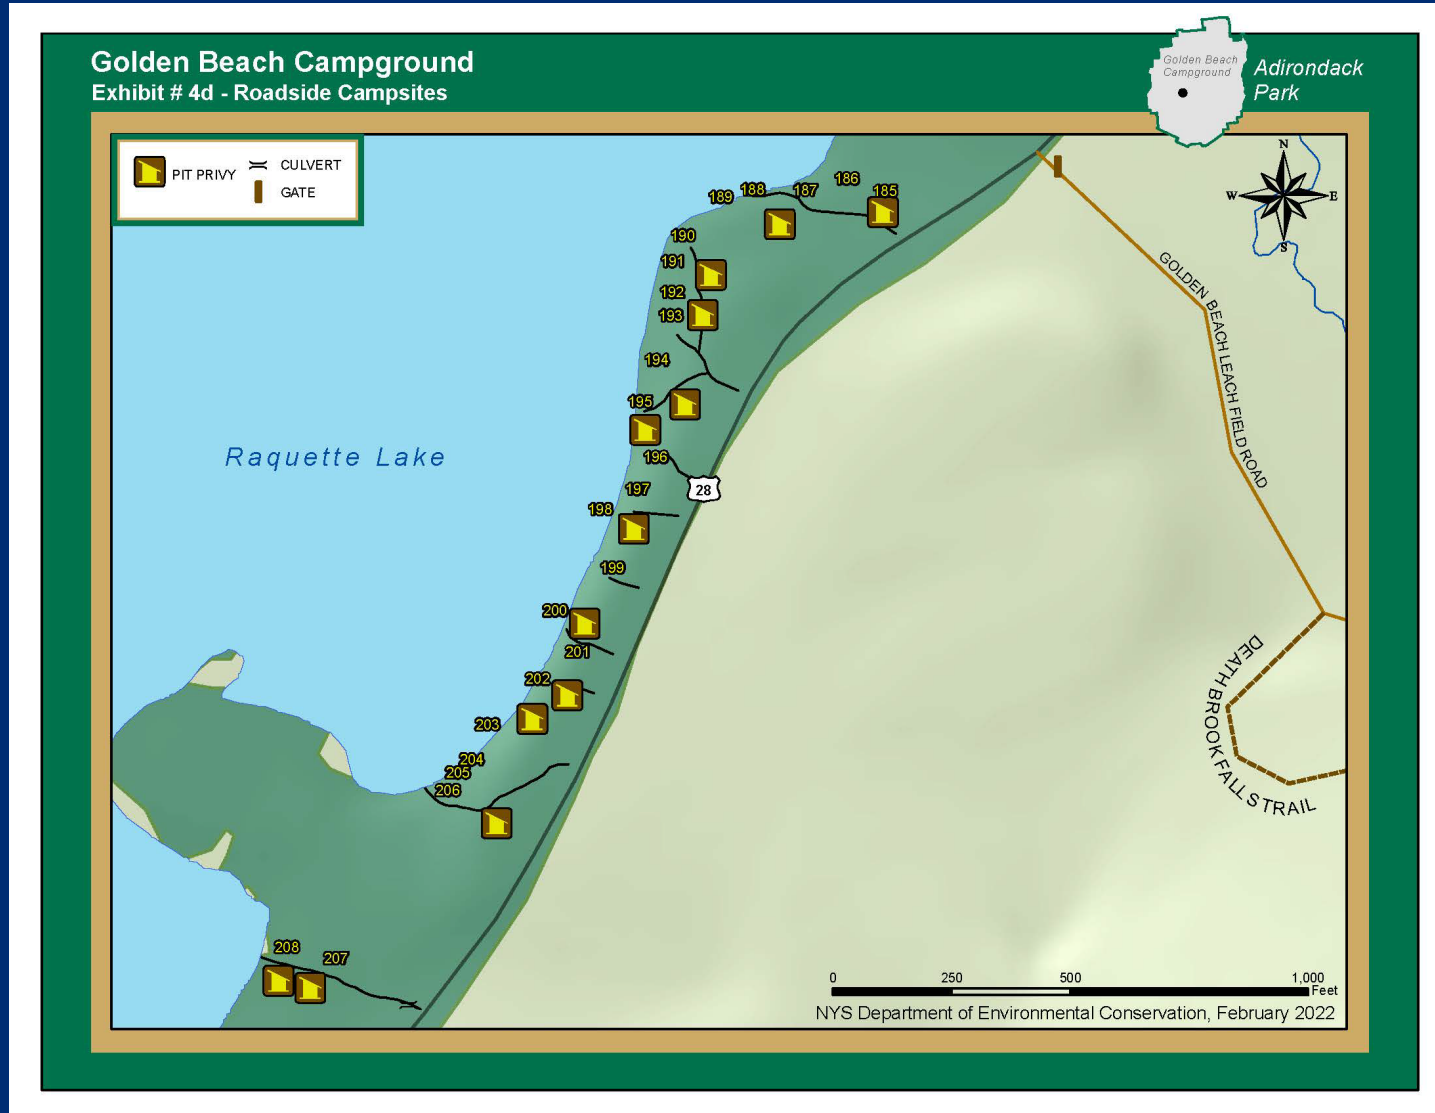 Golden Beach Campground
Exhibit # 4d - Roadside Campsites
Golden Beach
Campground
Adirondack
Park
PIT PRIVY
CULVERT
GATE
N
W
E
S
186
185
187
188
189
190
191
192
193
194
195
196
197
28
198
199
200
201
202
203
204
205
206
208
207
Raquette Lake
GOLDEN BEACH LEACH FIELD ROAD
DEATH BROOK FALLS TRAIL
0 250 500 1,000
Feet
NYS Department of Environmental Conservation, February 2022